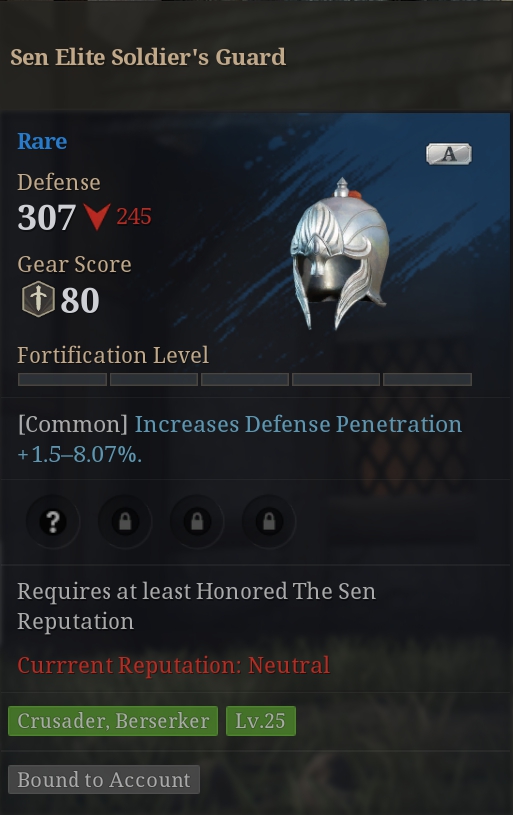 Sen Elite Soldier's Guard
Rare
A
Defense
307 245
Gear Score
80
Fortification Level
[Common] Increases Defense Penetration
+1.5–8.07%.
?
Requires at least Honored The Sen
Reputation
Currrent Reputation: Neutral
Crusader, Berserker Lv.25
Bound to Account